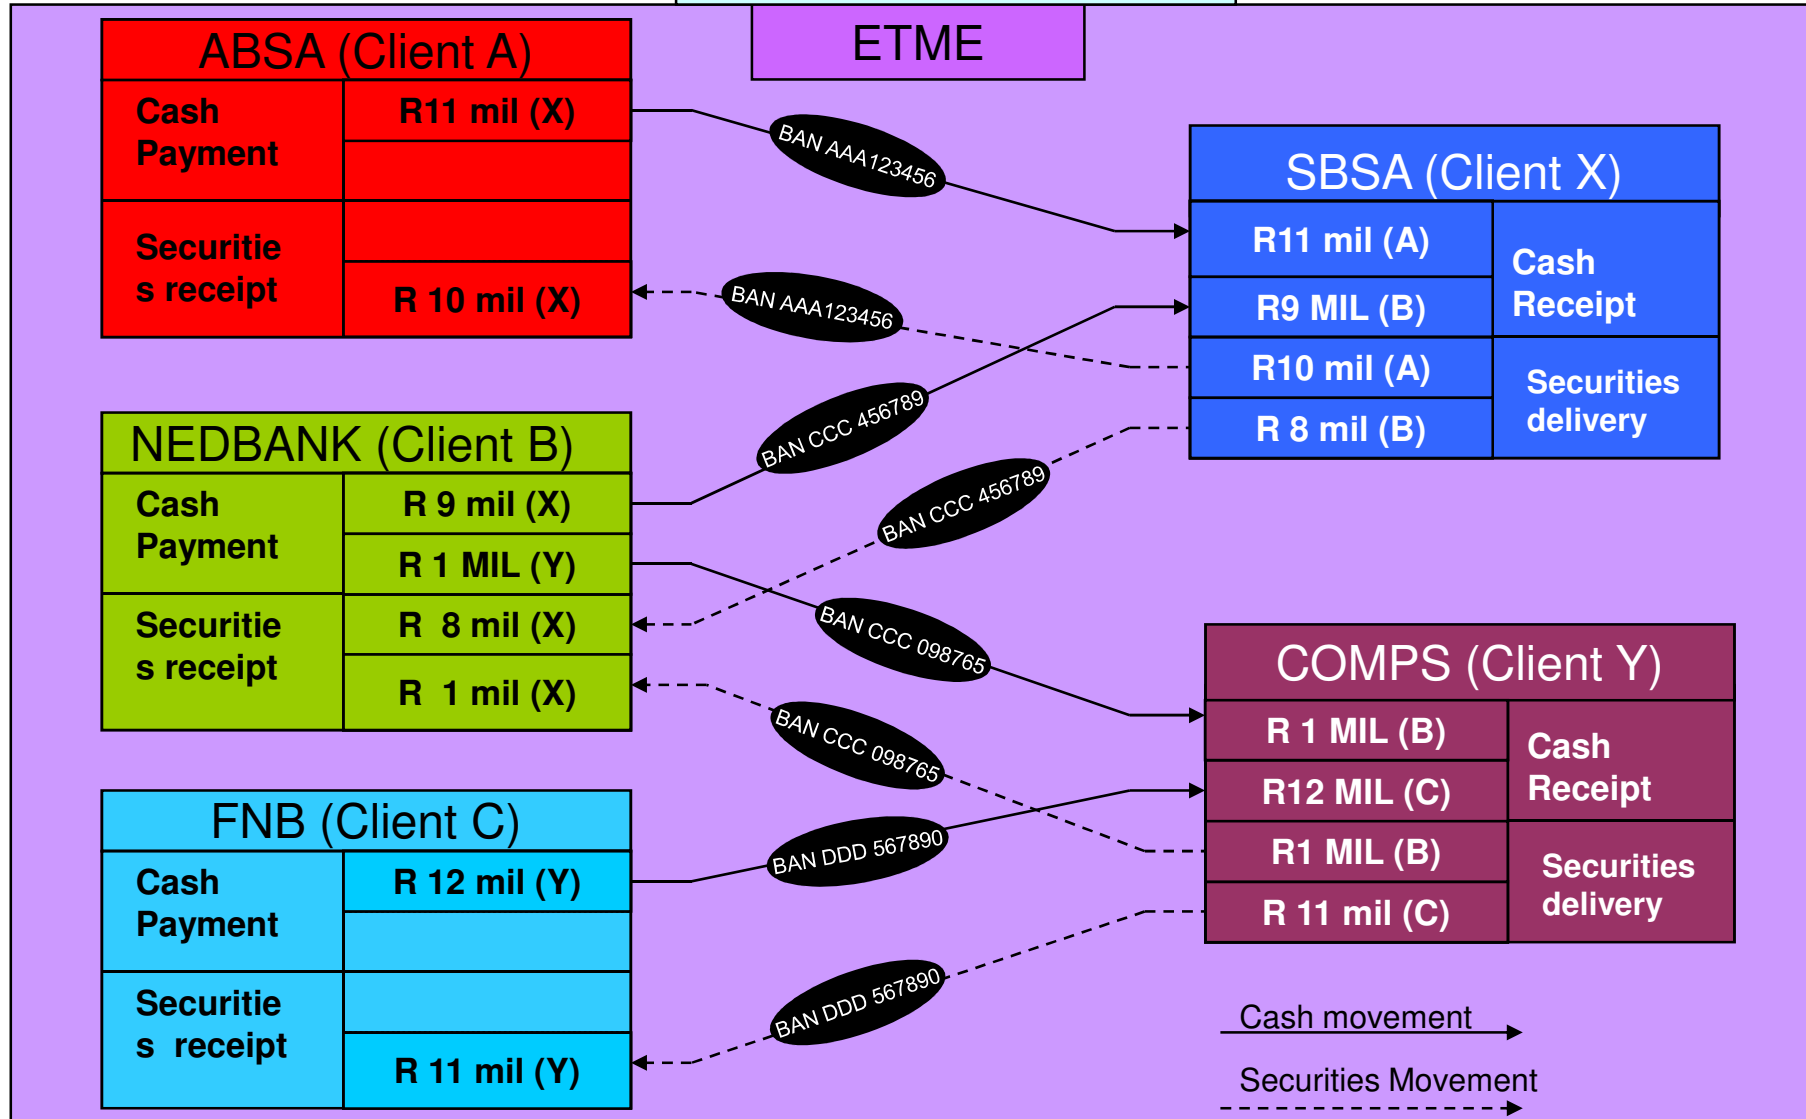 ETME
ABSA (Client A)
Cash
Payment
R11 mil (X)
Securitie
s receipt
R 10 mil (X)
NEDBANK (Client B)
Cash
Payment
R 9 mil (X)
R 1 MIL (Y)
Securitie
s receipt
R  8 mil (X)
R  1 mil (X)
FNB (Client C)
Cash
Payment
R 12 mil (Y)
Securitie
s  receipt
R 11 mil (Y)
BAN AAA123456
BAN AAA123456
BAN CCC 456789
BAN CCC 456789
BAN CCC 098765
BAN CCC 098765
BAN DDD 567890
BAN DDD 567890
SBSA (Client X)
R11 mil (A)
R9 MIL (B)
Cash
Receipt
R10 mil (A)
R 8 mil (B)
Securities
delivery
COMPS (Client Y)
R 1 MIL (B)
R12 MIL (C)
Cash
Receipt
R1 MIL (B)
R 11 mil (C)
Securities
delivery
Cash movement
Securities Movement